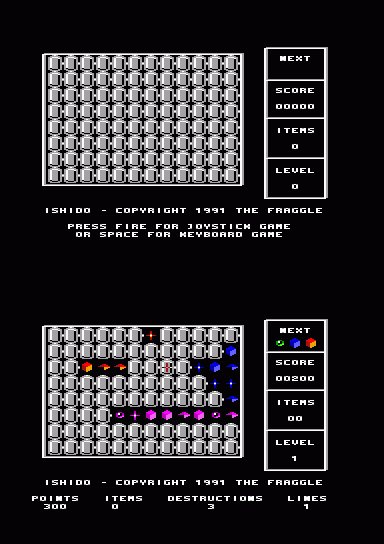 NEXT
SCORE
00000
ITEMS
0
LEVEL
0
ISHIDO - COPYRIGHT 1991 THE FRAGGLE
PRESS FIRE FOR JOYSTICK GAME
OR SPACE FOR KEYBOARD GAME
NEXT
SCORE
00200
ITEMS
00
LEVEL
1
ISHIDO - COPYRIGHT 1991 THE FRAGGLE
POINTS ITEMS DESTRUCTIONS LINES
300 0 3 1